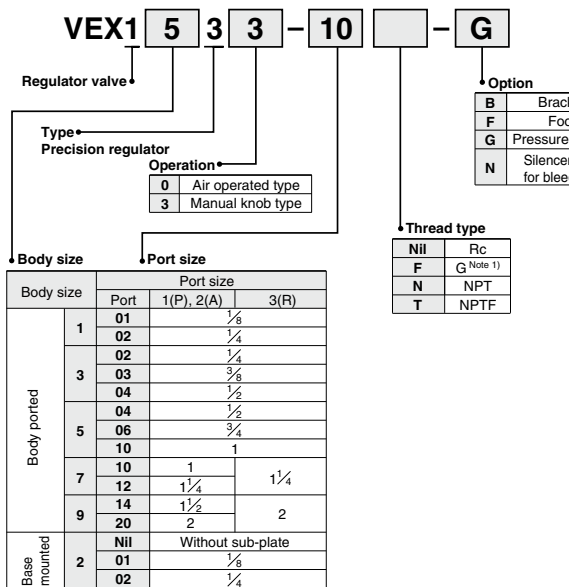 VEX1 5 3 3 – 10 – G
Regulator valve
Option
B
F
G Pressure
N
for
Type
Precision regulator
Operation
0 Air operated type
3 Manual knob type
Thread type
Nil Rc
F G Note 1)
N NPT
T NPTF
Body size
Port size
Body size Port size
Port 1(P), 2(A) 3(R)
Body ported
1 01 1/8
02 1/4
3 02 1/4
03 3/8
04 1/2
5 04 1/2
06 3/4
10 1
7 10 1 1 1/4
12 1 1/4
9 14 1 1/2 2
20 2
Base mounted
2 Nil Without sub-plate
01 1/8
02 1/4